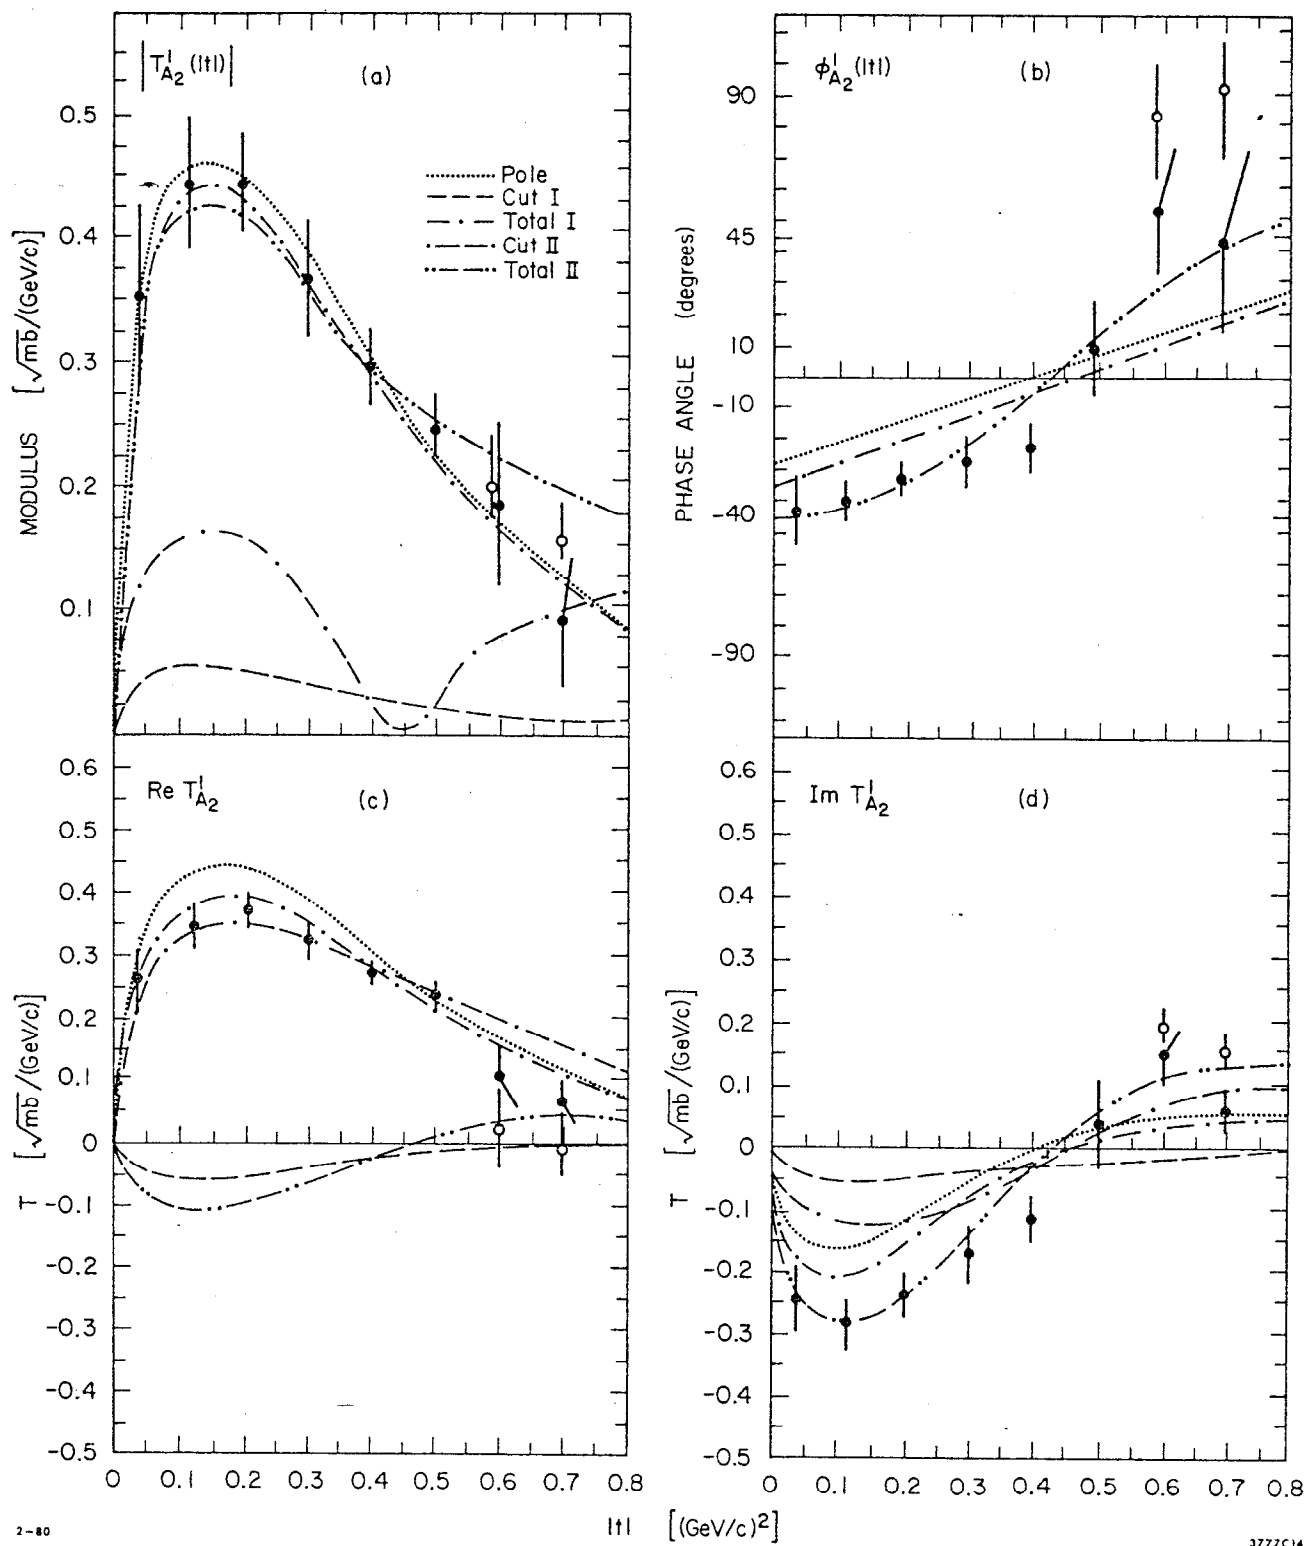 |T¹A₂(|t|)|
(a)
MODULUS [√mb/(GeV/c)]
0.5
0.4
0.3
0.2
0.1
Pole
Cut I
Total I
Cut II
Total II
ϕ¹A₂(|t|)
(b)
PHASE ANGLE (degrees)
90
45
10
-10
-40
-90
Re T¹A₂
(c)
T [√mb/(GeV/c)]
0.6
0.5
0.4
0.3
0.2
0.1
0
-0.1
-0.2
-0.3
-0.4
-0.5
0 0.1 0.2 0.3 0.4 0.5 0.6 0.7 0.8
Im T¹A₂
(d)
T [√mb/(GeV/c)]
0.6
0.5
0.4
0.3
0.2
0.1
0
-0.1
-0.2
-0.3
-0.4
-0.5
0 0.1 0.2 0.3 0.4 0.5 0.6 0.7 0.8
|t| [(GeV/c)²]
2-80
3777C14